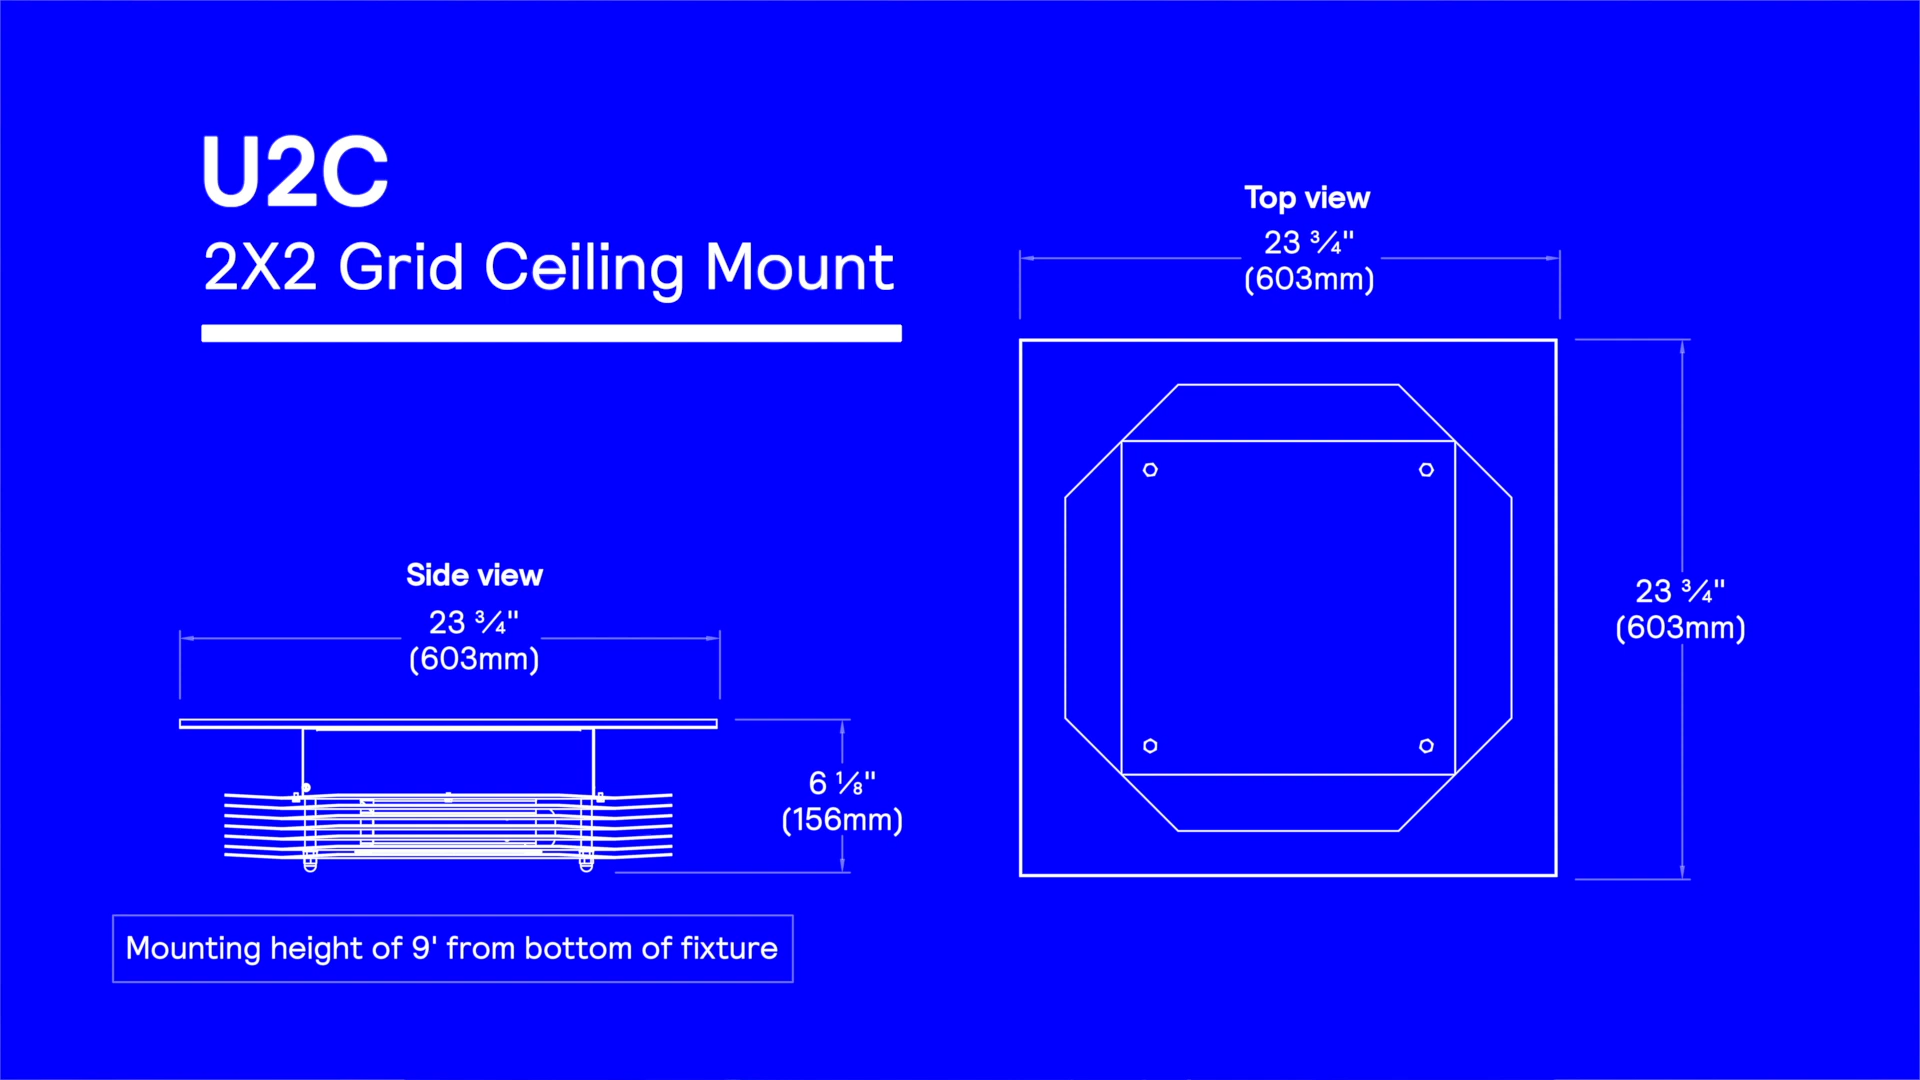 U2C
2X2 Grid Ceiling Mount
Top view
23 ¾"
(603mm)
23 ¾"
(603mm)
Side view
23 ¾"
(603mm)
6 ⅛"
(156mm)
Mounting height of 9' from bottom of fixture